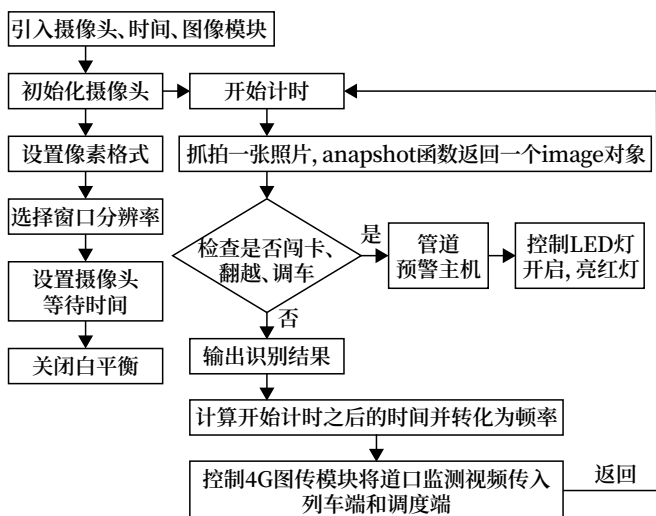 引入摄像头、时间、图像模块
初始化摄像头
开始计时
设置像素格式
抓拍一张照片, anapshot函数返回一个image对象
选择窗口分辨率
检查是否闯卡、
翻越、调车
是
管道
预警主机
控制LED灯
开启, 亮红灯
设置摄像头
等待时间
否
关闭白平衡
输出识别结果
计算开始计时之后的时间并转化为顿率
控制4G图传模块将道口监测视频传入
列车端和调度端
返回